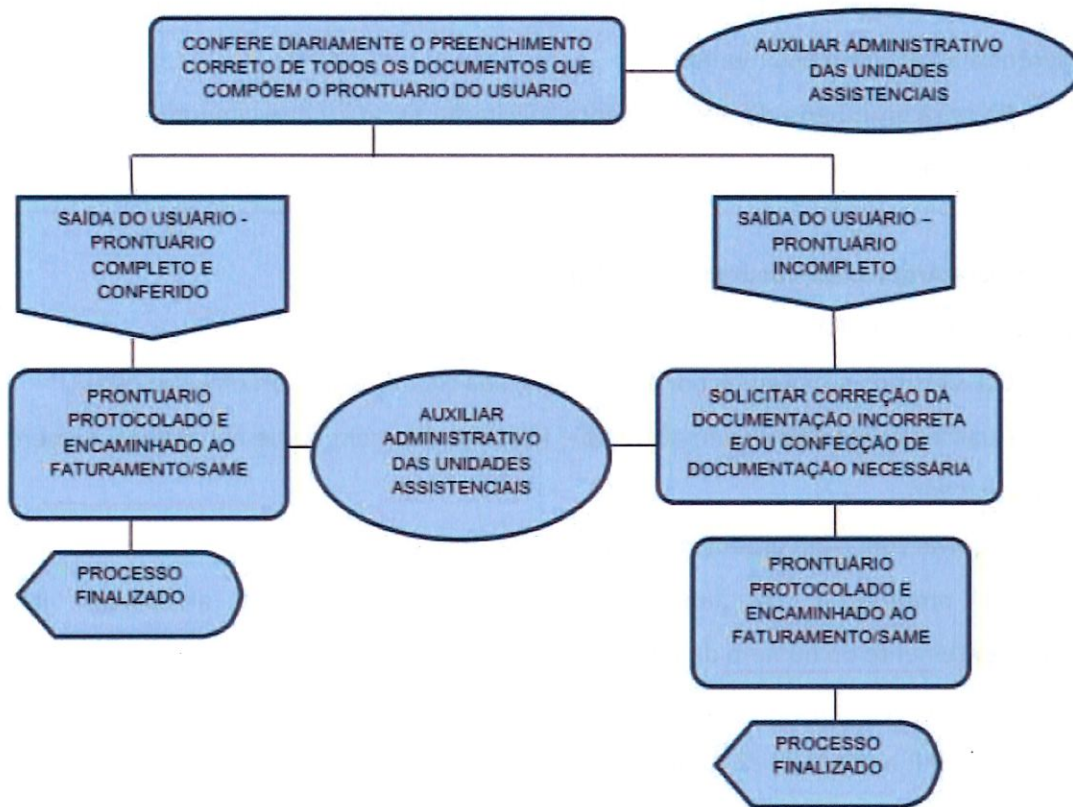 CONFERE DIARIAMENTE O PREENCHIMENTO
CORRETO DE TODOS OS DOCUMENTOS QUE
COMPÕEM O PRONTUÁRIO DO USUÁRIO
AUXILIAR ADMINISTRATIVO
DAS UNIDADES
ASSISTENCIAIS
SAÍDA DO USUÁRIO -
PRONTUÁRIO
COMPLETO E
CONFERIDO
SAÍDA DO USUÁRIO –
PRONTUÁRIO
INCOMPLETO
PRONTUÁRIO
PROTOCOLADO E
ENCAMINHADO AO
FATURAMENTO/SAME
AUXILIAR
ADMINISTRATIVO
DAS UNIDADES
ASSISTENCIAIS
SOLICITAR CORREÇÃO DA
DOCUMENTAÇÃO INCORRETA
E/OU CONFECÇÃO DE
DOCUMENTAÇÃO NECESSÁRIA
PROCESSO
FINALIZADO
PRONTUÁRIO
PROTOCOLADO E
ENCAMINHADO AO
FATURAMENTO/SAME
PROCESSO
FINALIZADO